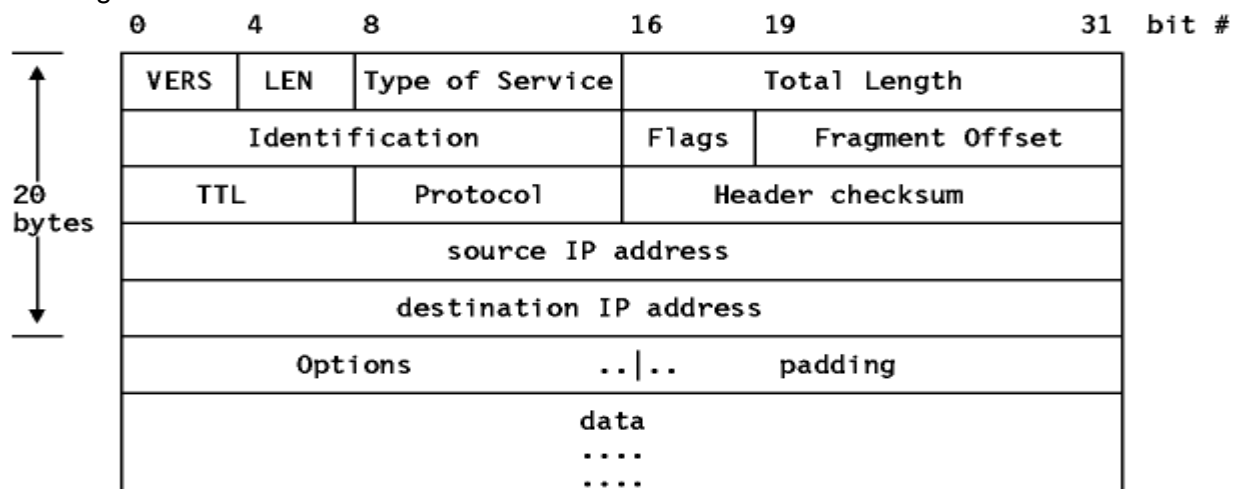 0 4 8 16 19 31 bit #
VERS LEN Type of Service Total Length
Identification Flags Fragment Offset
TTL Protocol Header checksum
20
bytes
source IP address
destination IP address
Options ..|.. padding
data
....
....